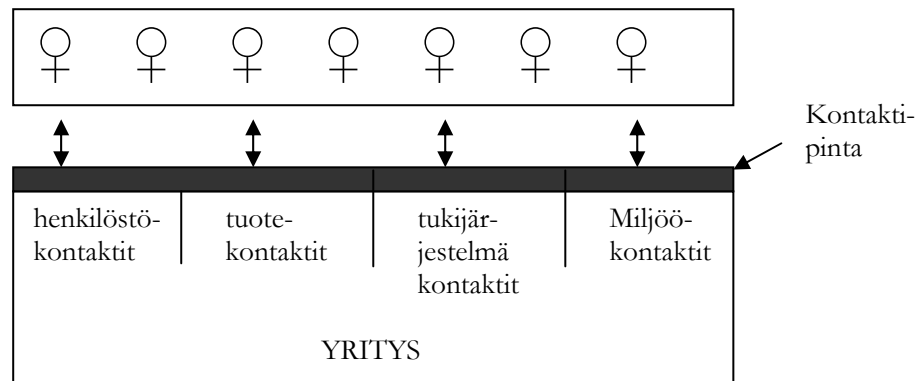 Kontakti-
pinta
henkilöstö-
kontaktit
tuote-
kontaktit
tukijär-
jestelmä
kontaktit
Miljöö-
kontaktit
YRITYS